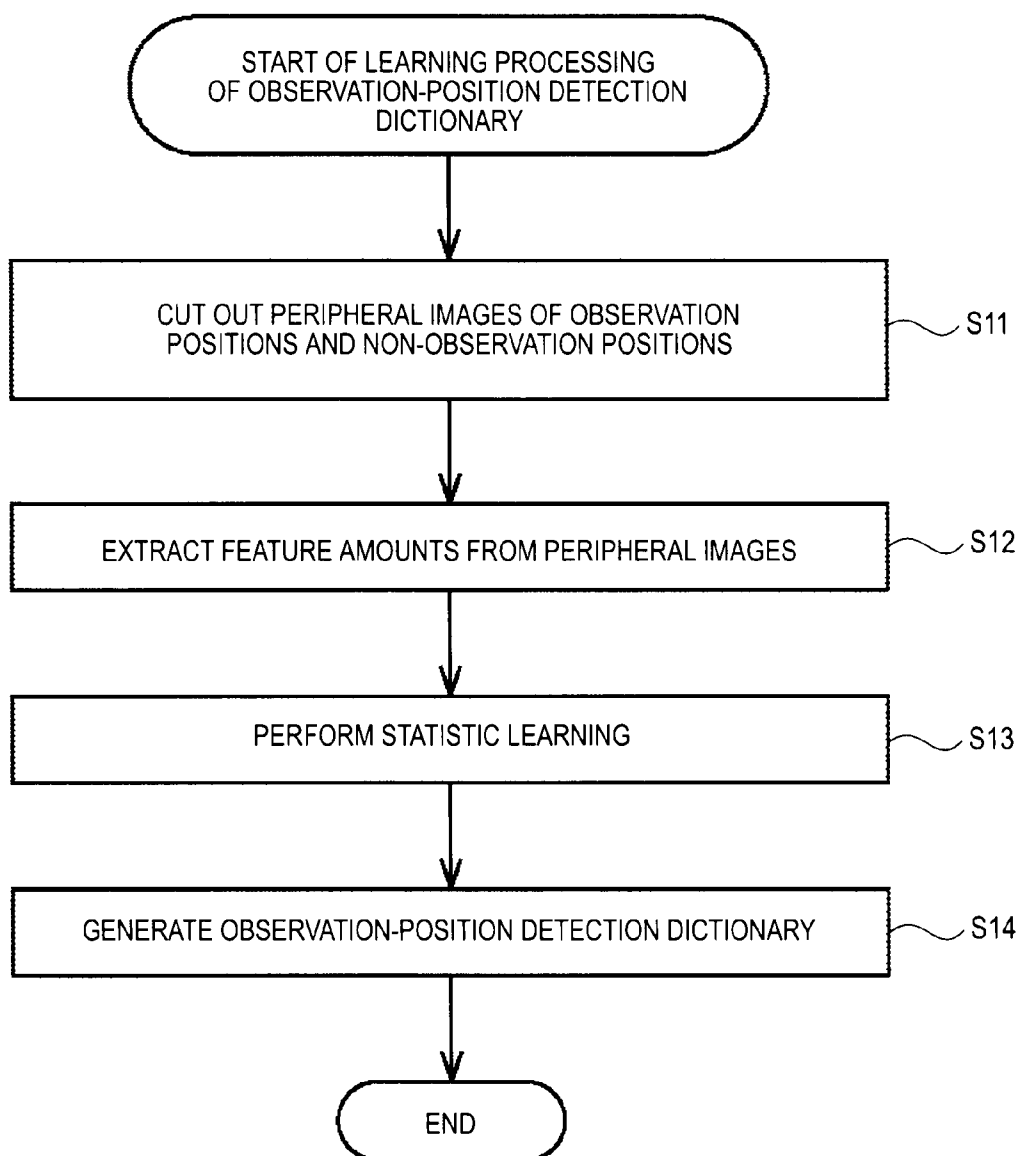 START OF LEARNING PROCESSING
OF OBSERVATION-POSITION DETECTION
DICTIONARY
CUT OUT PERIPHERAL IMAGES OF OBSERVATION
POSITIONS AND NON-OBSERVATION POSITIONS
S11
EXTRACT FEATURE AMOUNTS FROM PERIPHERAL IMAGES
S12
PERFORM STATISTIC LEARNING
S13
GENERATE OBSERVATION-POSITION DETECTION DICTIONARY
S14
END